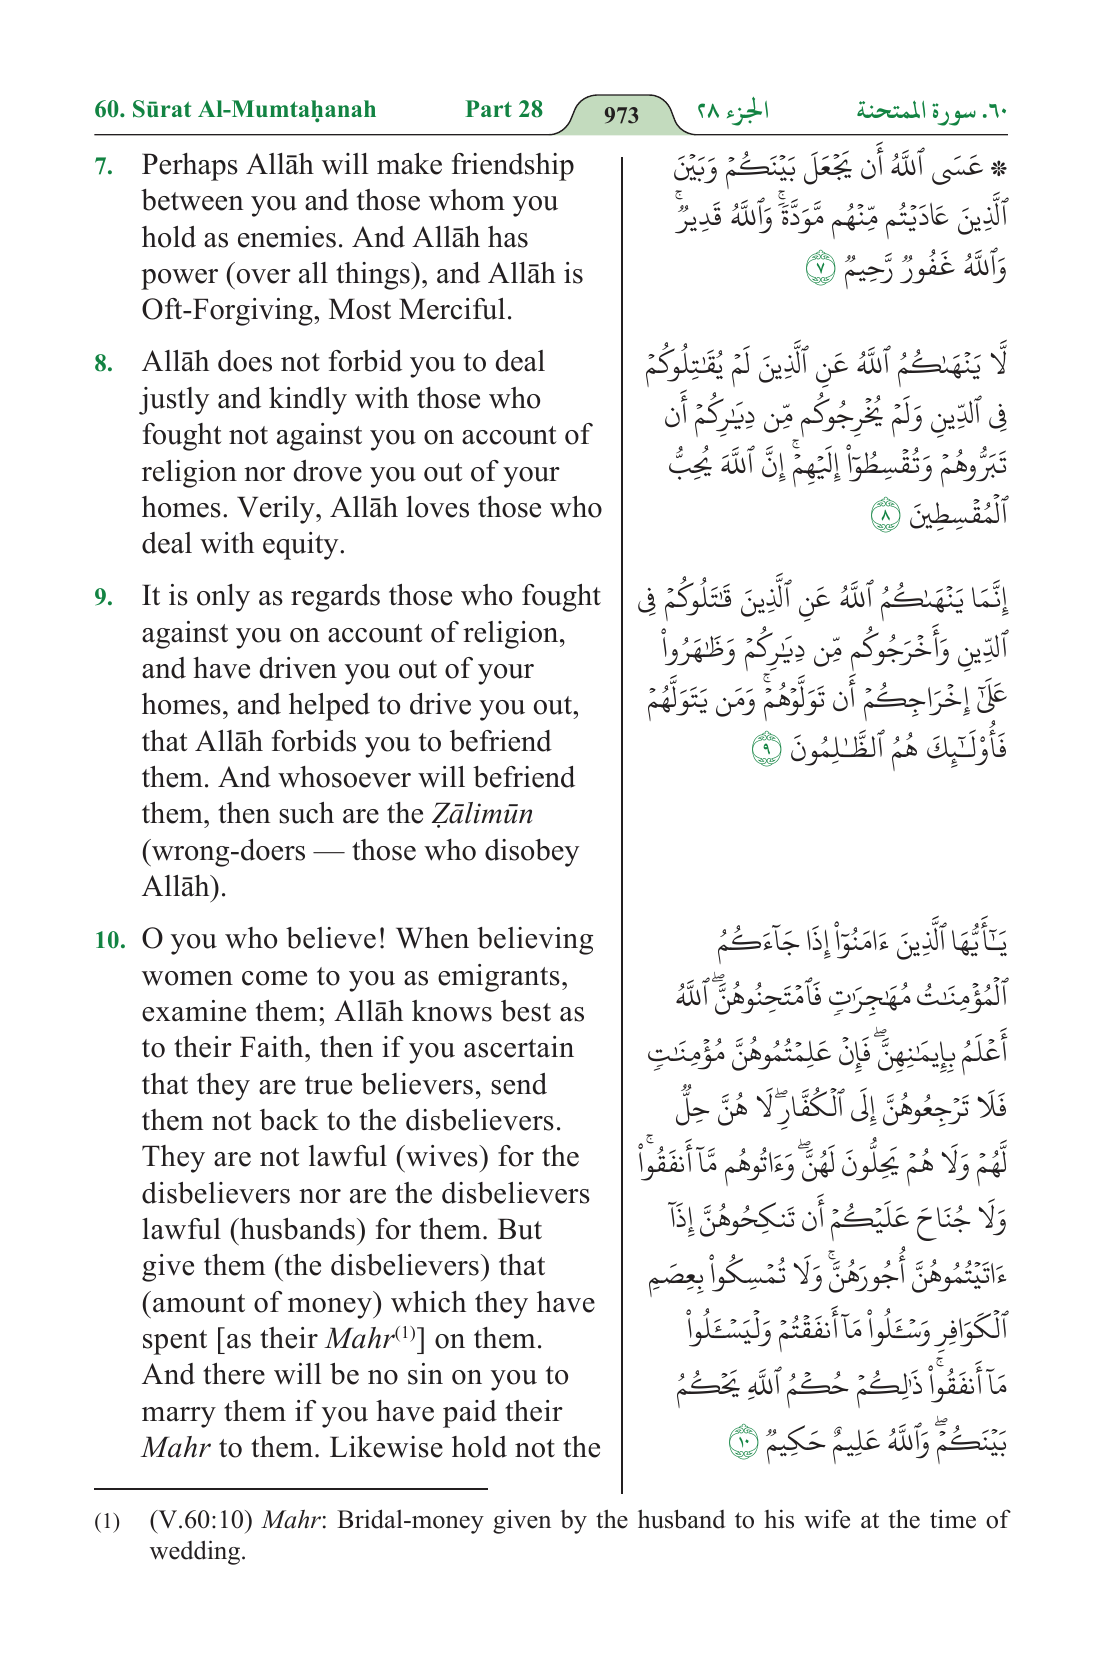 60. Sūrat Al-Mumtaḥanah Part 28 973 الجزء ٢٨ ٦٠. سورة الممتحنة
7. Perhaps Allāh will make friendship
between you and those whom you
hold as enemies. And Allāh has
power (over all things), and Allāh is
Oft-Forgiving, Most Merciful.
8. Allāh does not forbid you to deal
justly and kindly with those who
fought not against you on account of
religion nor drove you out of your
homes. Verily, Allāh loves those who
deal with equity.
9. It is only as regards those who fought
against you on account of religion,
and have driven you out of your
homes, and helped to drive you out,
that Allāh forbids you to befriend
them. And whosoever will befriend
them, then such are the Ẓālimūn
(wrong-doers — those who disobey
Allāh).
10. O you who believe! When believing
women come to you as emigrants,
examine them; Allāh knows best as
to their Faith, then if you ascertain
that they are true believers, send
them not back to the disbelievers.
They are not lawful (wives) for the
disbelievers nor are the disbelievers
lawful (husbands) for them. But
give them (the disbelievers) that
(amount of money) which they have
spent [as their Mahr(1)] on them.
And there will be no sin on you to
marry them if you have paid their
Mahr to them. Likewise hold not the
۞ عَسَى ٱللَّهُ أَن يَجْعَلَ بَيْنَكُمْ وَبَيْنَ
ٱلَّذِينَ عَادَيْتُم مِّنْهُم مَّوَدَّةً ۚ وَٱللَّهُ قَدِيرٌ ۚ
وَٱللَّهُ غَفُورٌ رَّحِيمٌ ٧
لَّا يَنْهَىٰكُمُ ٱللَّهُ عَنِ ٱلَّذِينَ لَمْ يُقَـٰتِلُوكُمْ
فِى ٱلدِّينِ وَلَمْ يُخْرِجُوكُم مِّن دِيَـٰرِكُمْ أَن
تَبَرُّوهُمْ وَتُقْسِطُوٓا۟ إِلَيْهِمْ ۚ إِنَّ ٱللَّهَ يُحِبُّ
ٱلْمُقْسِطِينَ ٨
إِنَّمَا يَنْهَىٰكُمُ ٱللَّهُ عَنِ ٱلَّذِينَ قَـٰتَلُوكُمْ فِى
ٱلدِّينِ وَأَخْرَجُوكُم مِّن دِيَـٰرِكُمْ وَظَـٰهَرُوا۟
عَلَىٰٓ إِخْرَاجِكُمْ أَن تَوَلَّوْهُمْ ۚ وَمَن يَتَوَلَّهُمْ
فَأُو۟لَـٰٓئِكَ هُمُ ٱلظَّـٰلِمُونَ ٩
يَـٰٓأَيُّهَا ٱلَّذِينَ ءَامَنُوٓا۟ إِذَا جَآءَكُمُ
ٱلْمُؤْمِنَـٰتُ مُهَـٰجِرَٰتٍ فَٱمْتَحِنُوهُنَّ ۖ ٱللَّهُ
أَعْلَمُ بِإِيمَـٰنِهِنَّ ۖ فَإِنْ عَلِمْتُمُوهُنَّ مُؤْمِنَـٰتٍ
فَلَا تَرْجِعُوهُنَّ إِلَى ٱلْكُفَّارِ ۖ لَا هُنَّ حِلٌّ
لَّهُمْ وَلَا هُمْ يَحِلُّونَ لَهُنَّ ۖ وَءَاتُوهُم مَّآ أَنفَقُوا۟ ۚ
وَلَا جُنَاحَ عَلَيْكُمْ أَن تَنكِحُوهُنَّ إِذَآ
ءَاتَيْتُمُوهُنَّ أُجُورَهُنَّ ۚ وَلَا تُمْسِكُوا۟ بِعِصَمِ
ٱلْكَوَافِرِ وَسْـَٔلُوا۟ مَآ أَنفَقْتُمْ وَلْيَسْـَٔلُوا۟
مَآ أَنفَقُوا۟ ۚ ذَٰلِكُمْ حُكْمُ ٱللَّهِ يَحْكُمُ
بَيْنَكُمْ ۖ وَٱللَّهُ عَلِيمٌ حَكِيمٌ ١٠
(1) (V.60:10) Mahr: Bridal-money given by the husband to his wife at the time of
wedding.